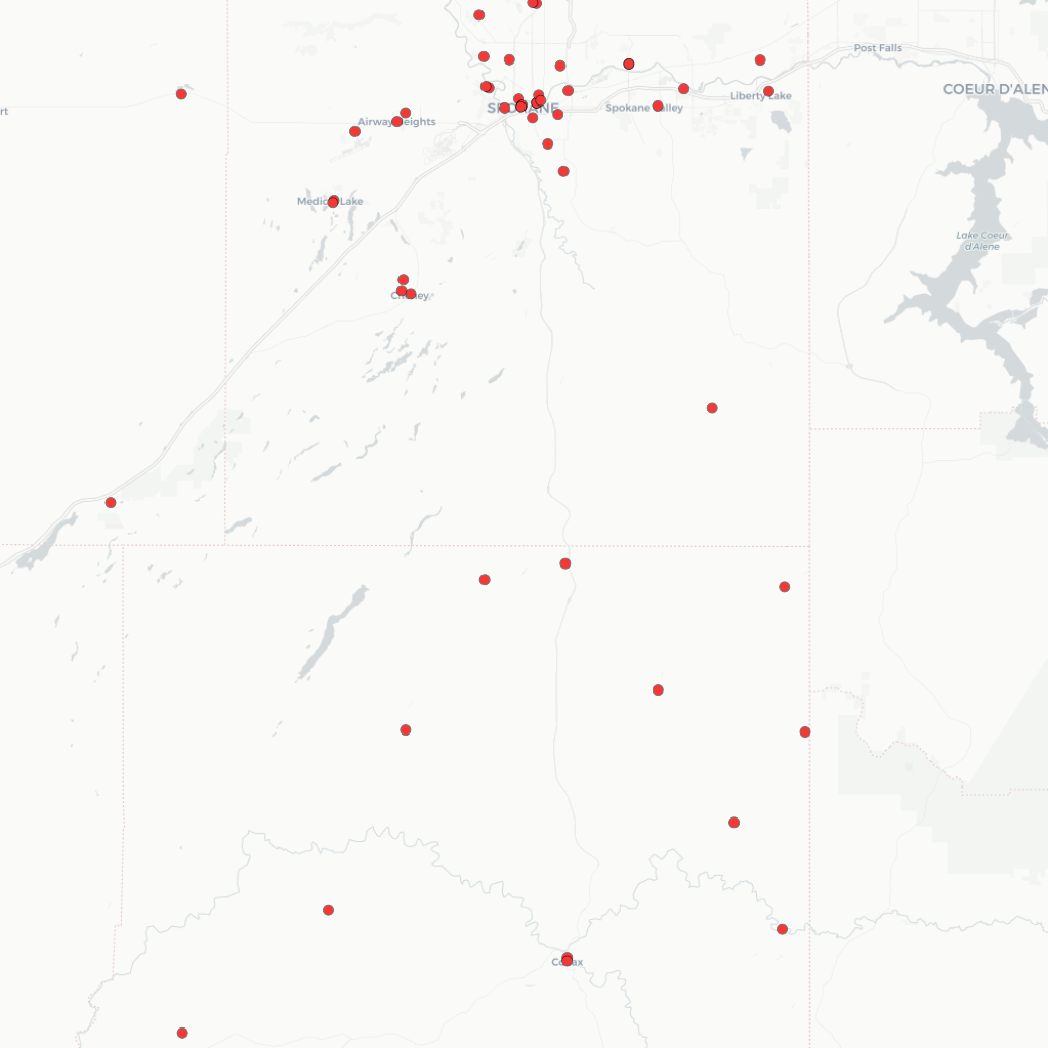 Post Falls
COEUR D'ALEN
Liberty Lake
SPOKANE
Spokane Valley
rt
Airway Heights
Medical Lake
Lake Coeur
d'Alene
Cheney
Colfax